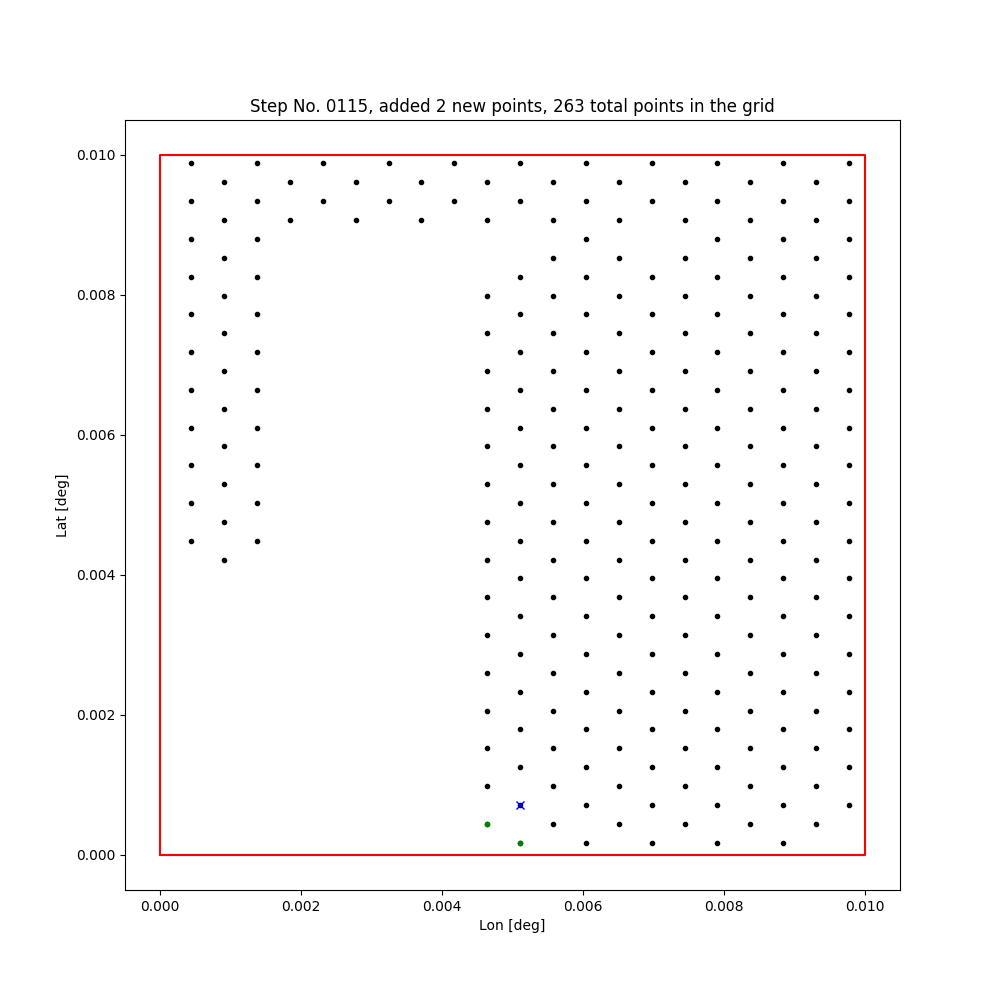 Step No. 0115, added 2 new points, 263 total points in the grid
0.010
0.008
0.006
0.004
0.002
0.000
Lat [deg]
0.000 0.002 0.004 0.006 0.008 0.010
Lon [deg]